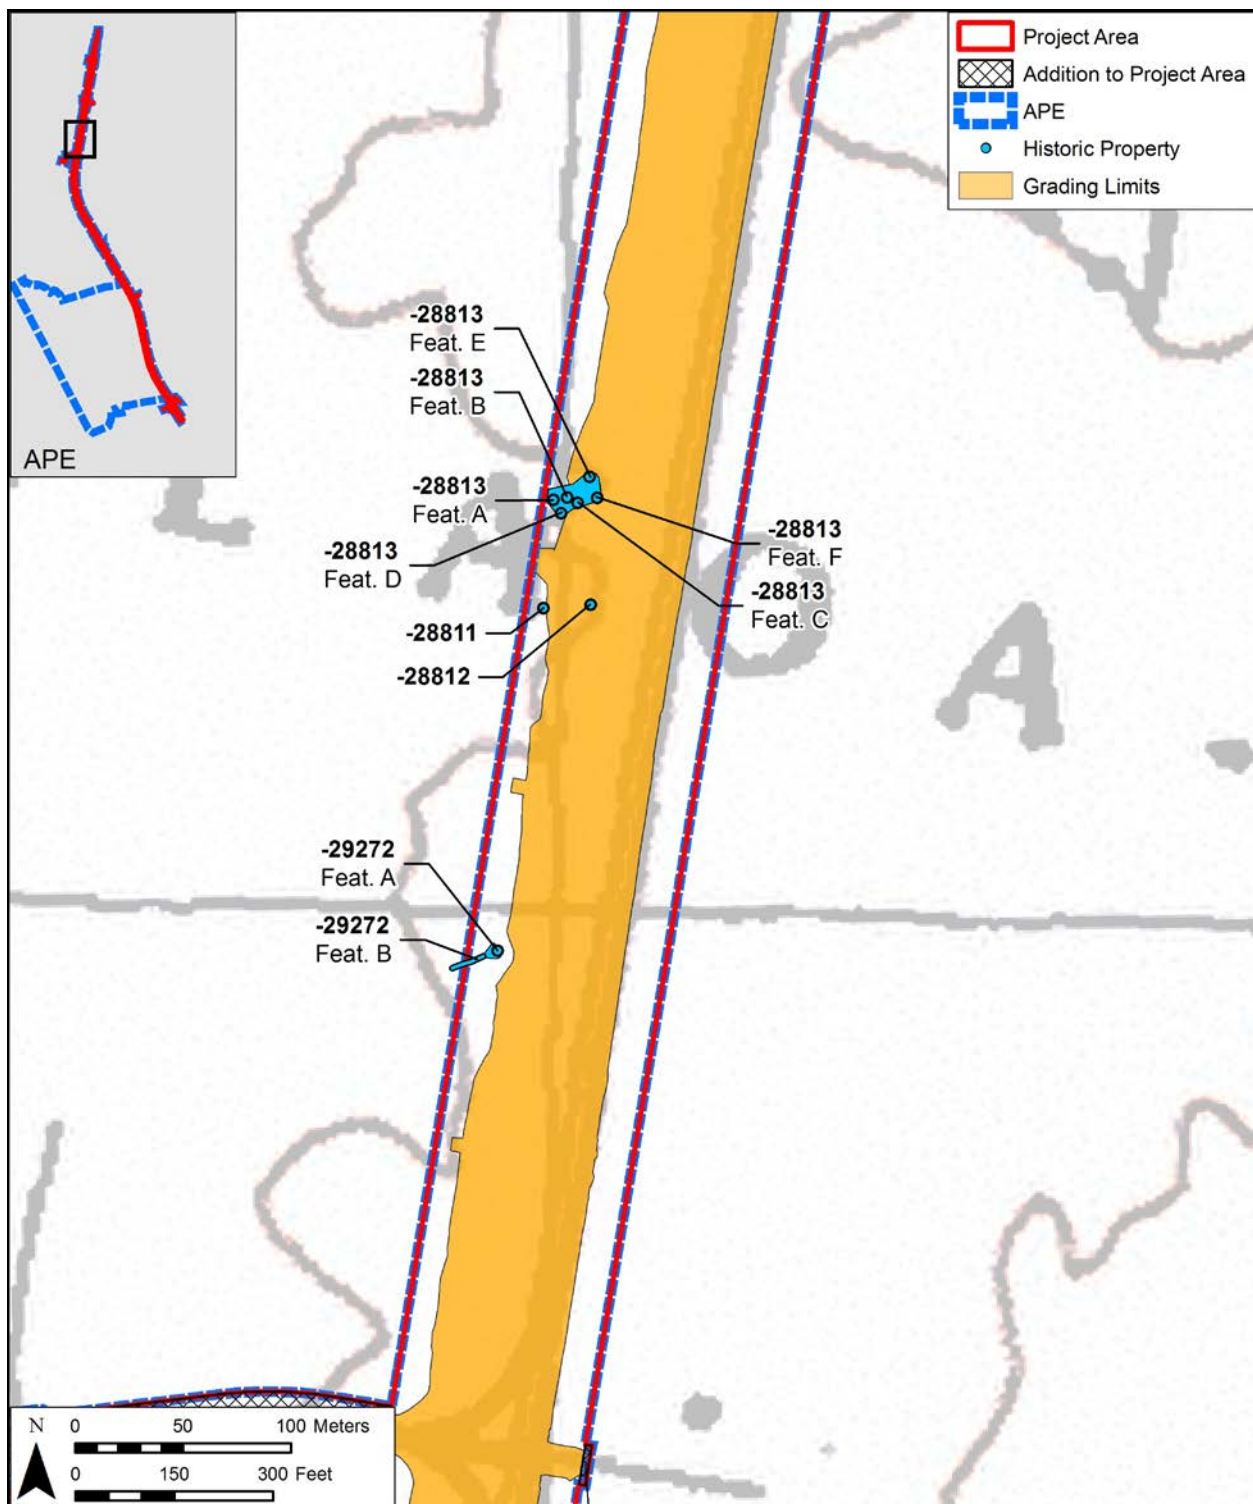 APE
Project Area
Addition to Project Area
APE
Historic Property
Grading Limits
-28813
Feat. E
-28813
Feat. B
-28813
Feat. A
-28813
Feat. D
-28813
Feat. F
-28813
Feat. C
-28811
-28812
L A P O A
-29272
Feat. A
-29272
Feat. B
N 0 50 100 Meters
0 150 300 Feet